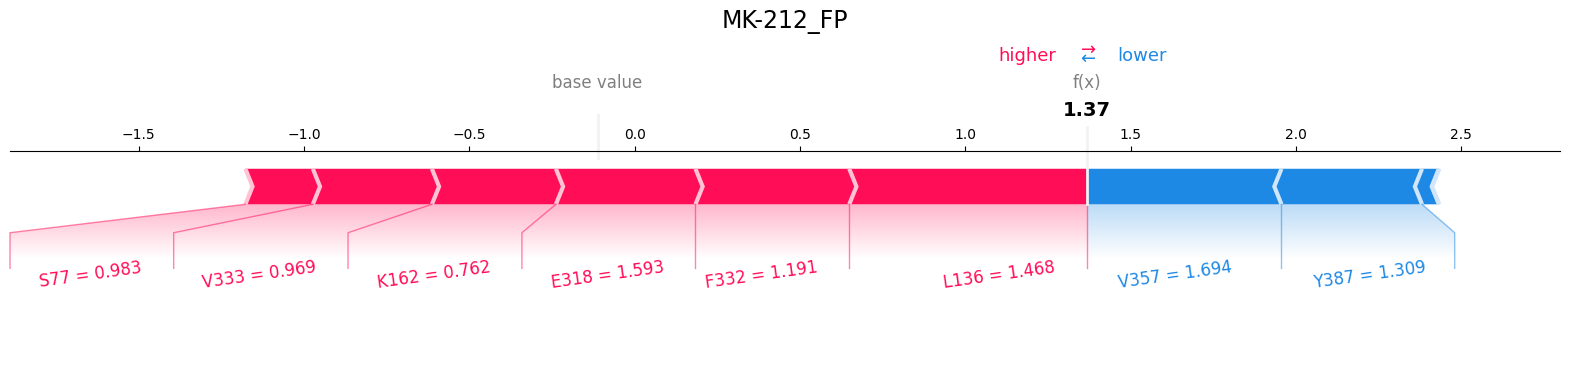 MK-212_FP
higher ⇄ lower
base value f(x)
1.37
−1.5 −1.0 −0.5 0.0 0.5 1.0 1.5 2.0 2.5
S77 = 0.983 V333 = 0.969 K162 = 0.762 E318 = 1.593 F332 = 1.191 L136 = 1.468 V357 = 1.694 Y387 = 1.309